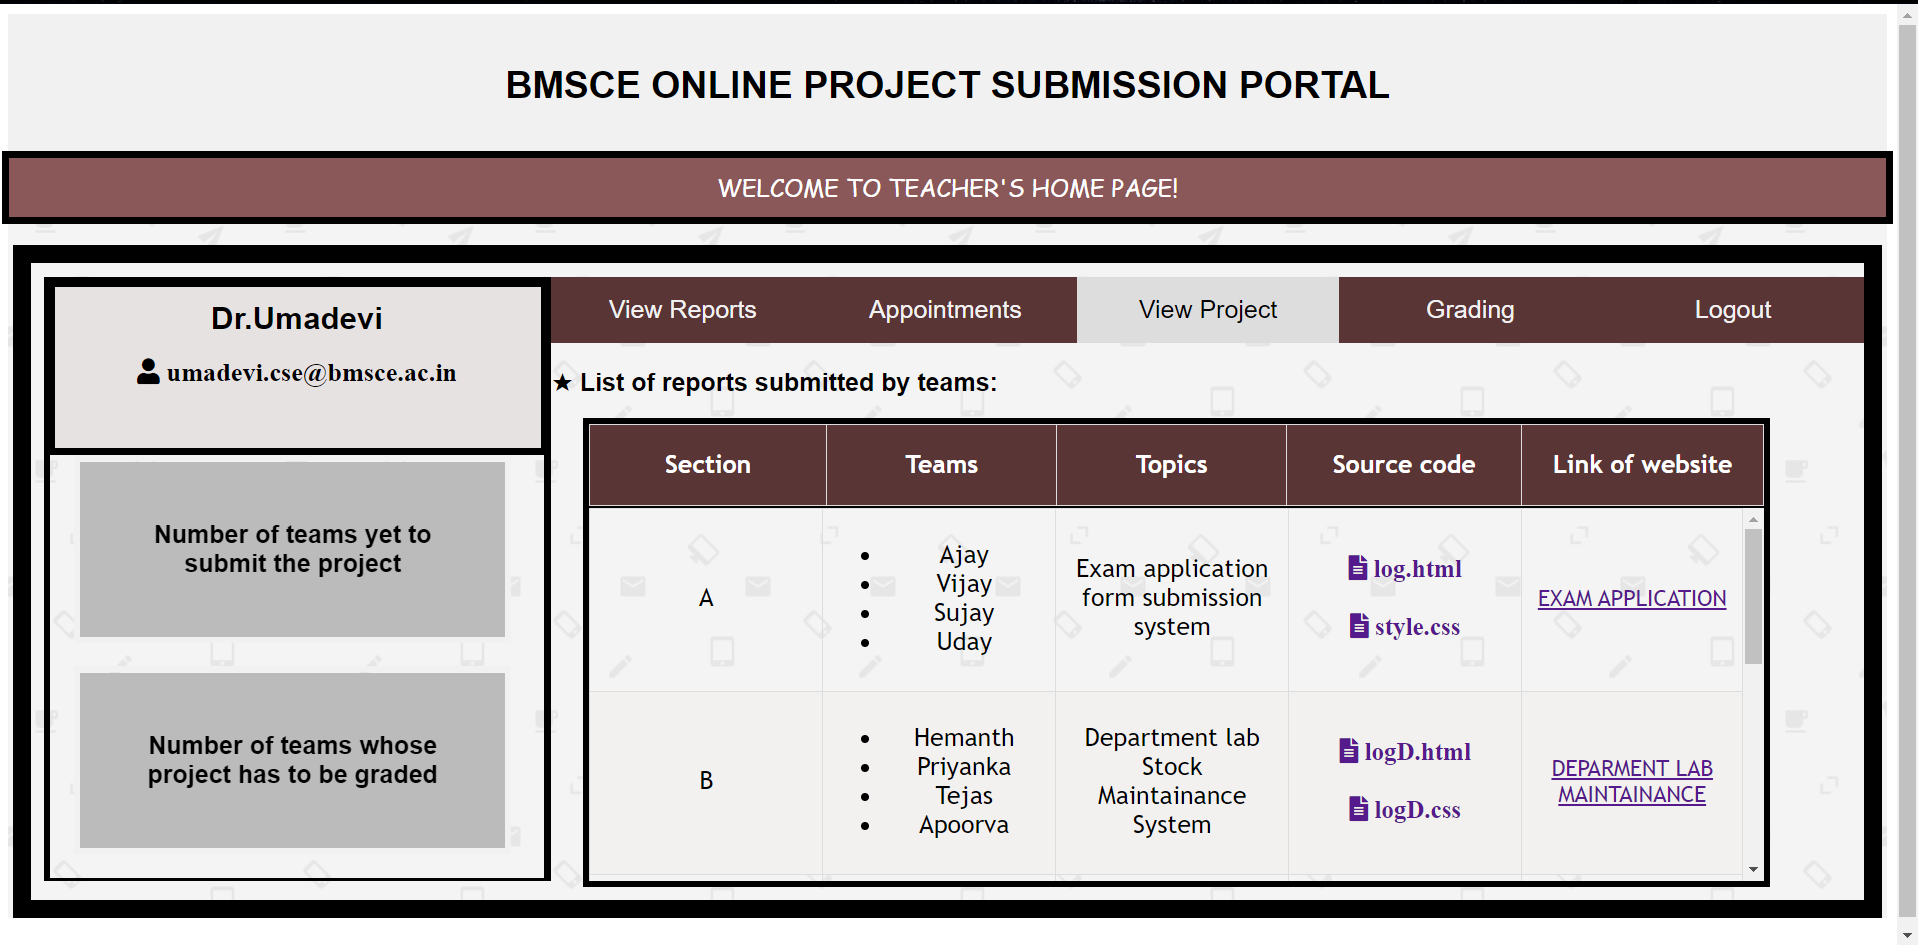 BMSCE ONLINE PROJECT SUBMISSION PORTAL
WELCOME TO TEACHER'S HOME PAGE!
Dr.Umadevi
umadevi.cse@bmsce.ac.in
Number of teams yet to
submit the project
Number of teams whose
project has to be graded
View Reports
Appointments
View Project
Grading
Logout
★ List of reports submitted by teams:
Section
Teams
Topics
Source code
Link of website
A
• Ajay
• Vijay
• Sujay
• Uday
Exam application
form submission
system
log.html
style.css
EXAM APPLICATION
B
• Hemanth
• Priyanka
• Tejas
• Apoorva
Department lab
Stock
Maintainance
System
logD.html
logD.css
DEPARMENT LAB
MAINTAINANCE